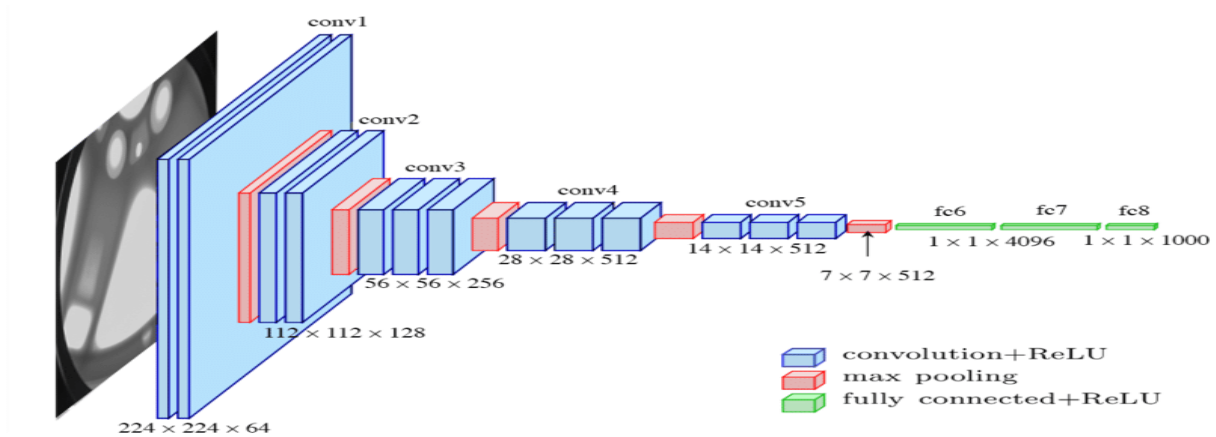 conv1
conv2
conv3
conv4
conv5
fc6
fc7
fc8
1 × 1 × 4096
1 × 1 × 1000
14 × 14 × 512
28 × 28 × 512
7 × 7 × 512
56 × 56 × 256
112 × 112 × 128
224 × 224 × 64
convolution+ReLU
max pooling
fully connected+ReLU